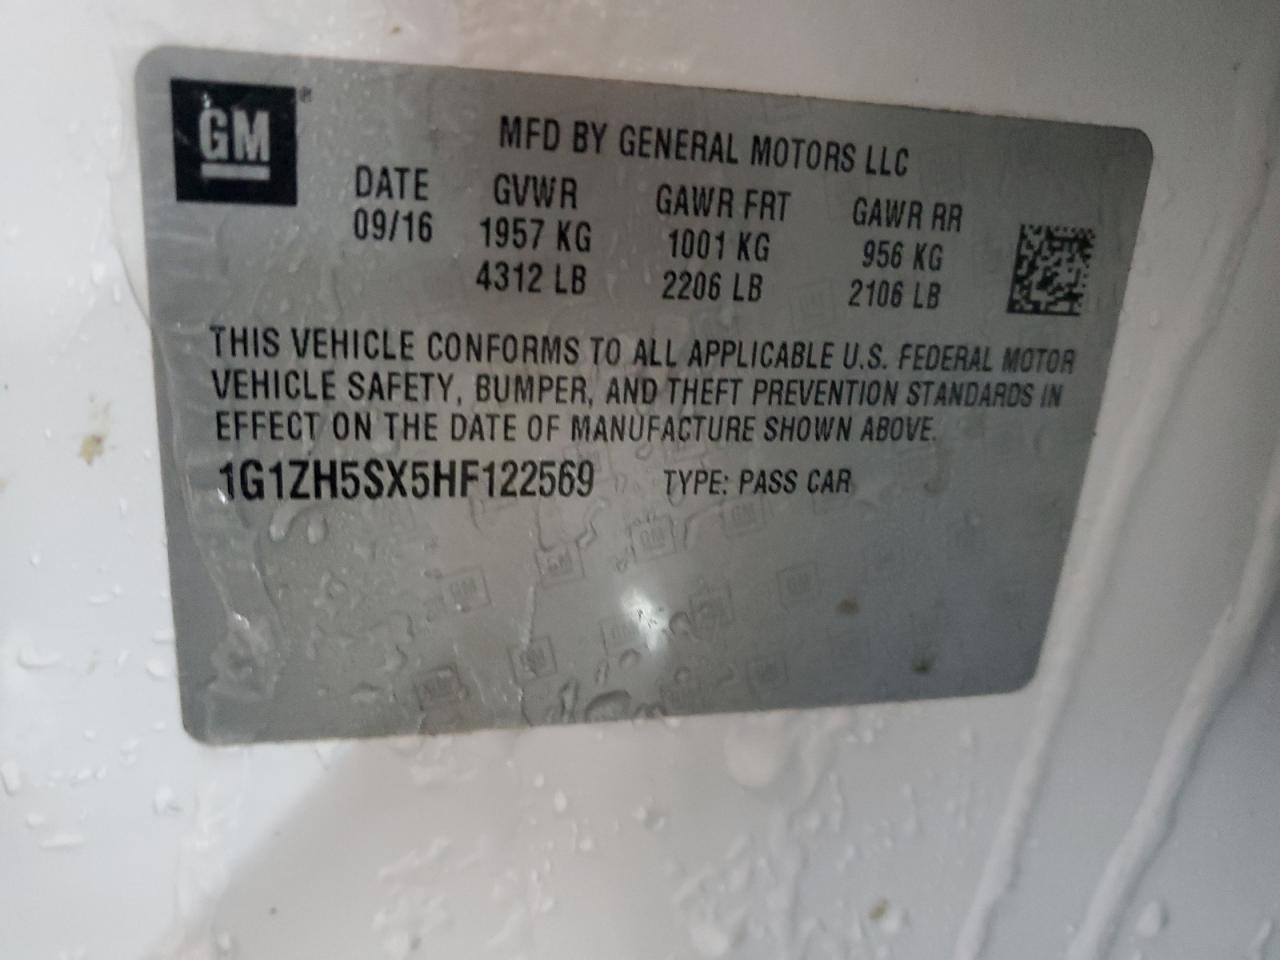 GM®
MFD BY GENERAL MOTORS LLC
DATE GVWR GAWR FRT GAWR RR
09/16 1957 KG 1001 KG 956 KG
4312 LB 2206 LB 2106 LB
THIS VEHICLE CONFORMS TO ALL APPLICABLE U.S. FEDERAL MOTOR
VEHICLE SAFETY, BUMPER, AND THEFT PREVENTION STANDARDS IN
EFFECT ON THE DATE OF MANUFACTURE SHOWN ABOVE.
1G1ZH5SX5HF122569 TYPE: PASS CAR